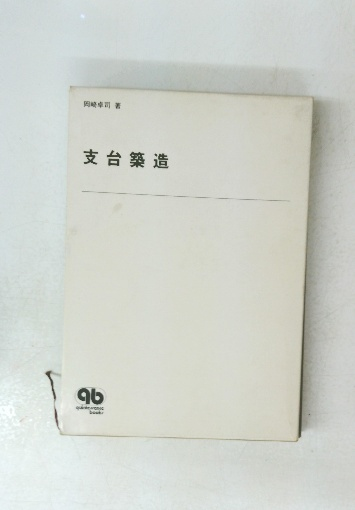 岡崎卓司 著
支台築造
qb
quintessence
books